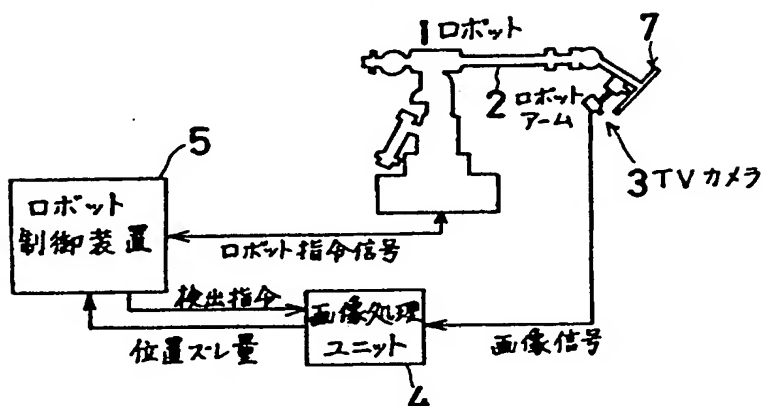 1 ロボット
7
2 ロボット
アーム
3 TVカメラ
5
ロボット
制御装置
ロボット指令信号
検出指令
位置ズレ量
画像処理
ユニット
画像信号
4